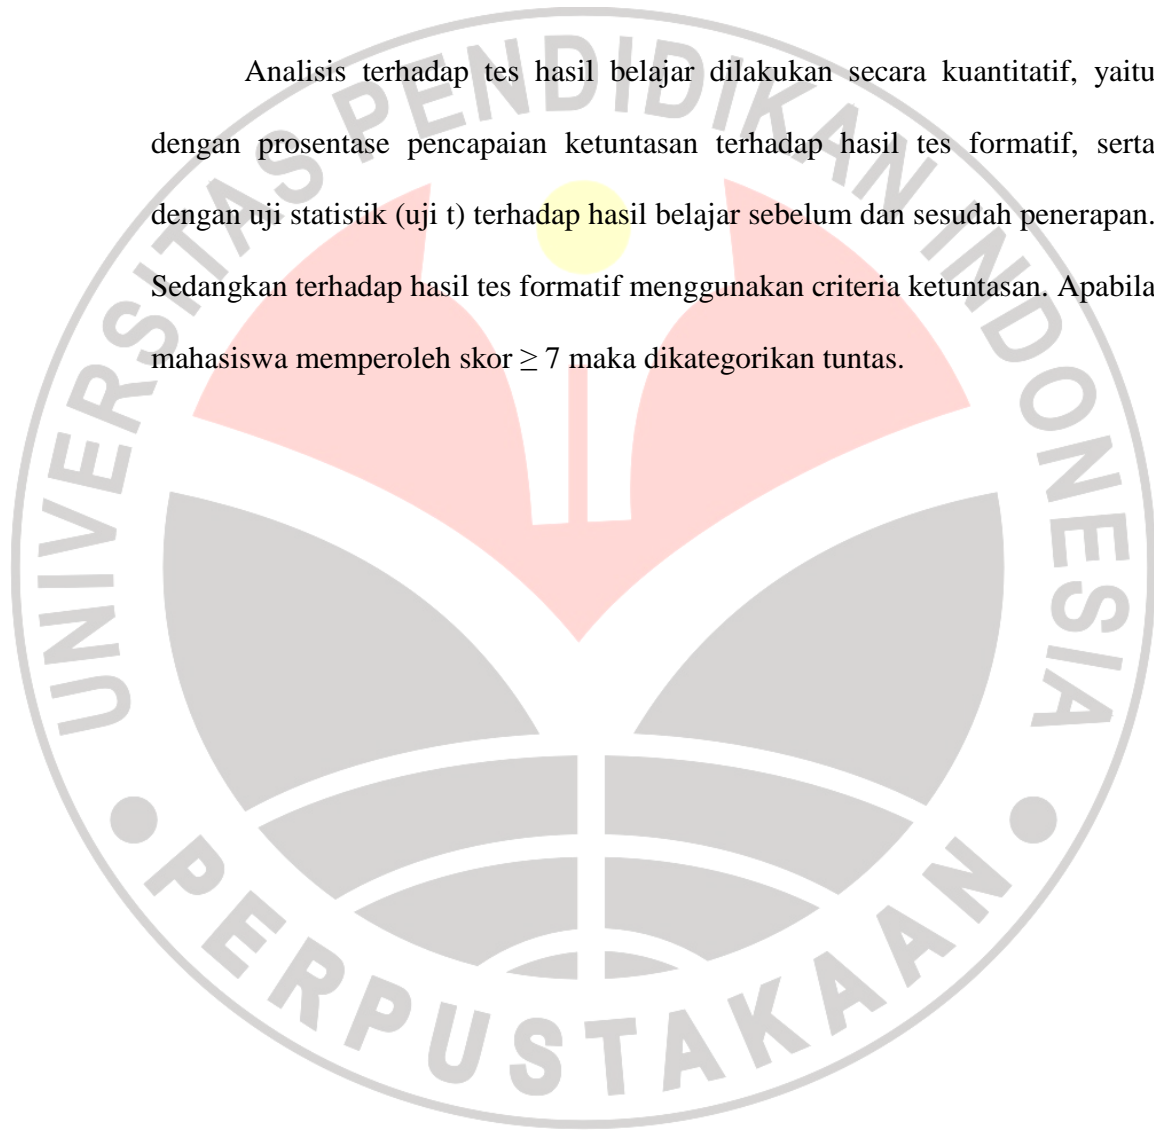 Analisis terhadap tes hasil belajar dilakukan secara kuantitatif, yaitu
dengan prosentase pencapaian ketuntasan terhadap hasil tes formatif, serta
dengan uji statistik (uji t) terhadap hasil belajar sebelum dan sesudah penerapan.
Sedangkan terhadap hasil tes formatif menggunakan criteria ketuntasan. Apabila
mahasiswa memperoleh skor ≥ 7 maka dikategorikan tuntas.
UNIVERSITAS PENDIDIKAN INDONESIA
PERPUSTAKAAN